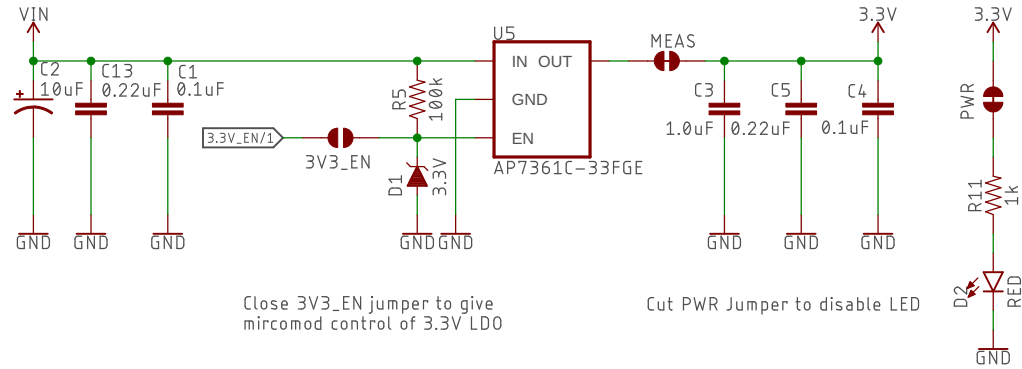 VIN
3.3V
3.3V
U5
MEAS
C2
10uF
C13
0.22uF
C1
0.1uF
R5
100k
IN OUT
GND
EN
C3
1.0uF
C5
0.22uF
C4
0.1uF
PWR
3.3V_EN/1
3V3_EN
D1
3.3V
AP7361C-33FGE
R11
1k
GND
GND
GND
GND
GND
GND
GND
GND
D2
RED
Close 3V3_EN jumper to give
mircomod control of 3.3V LDO
Cut PWR Jumper to disable LED
GND